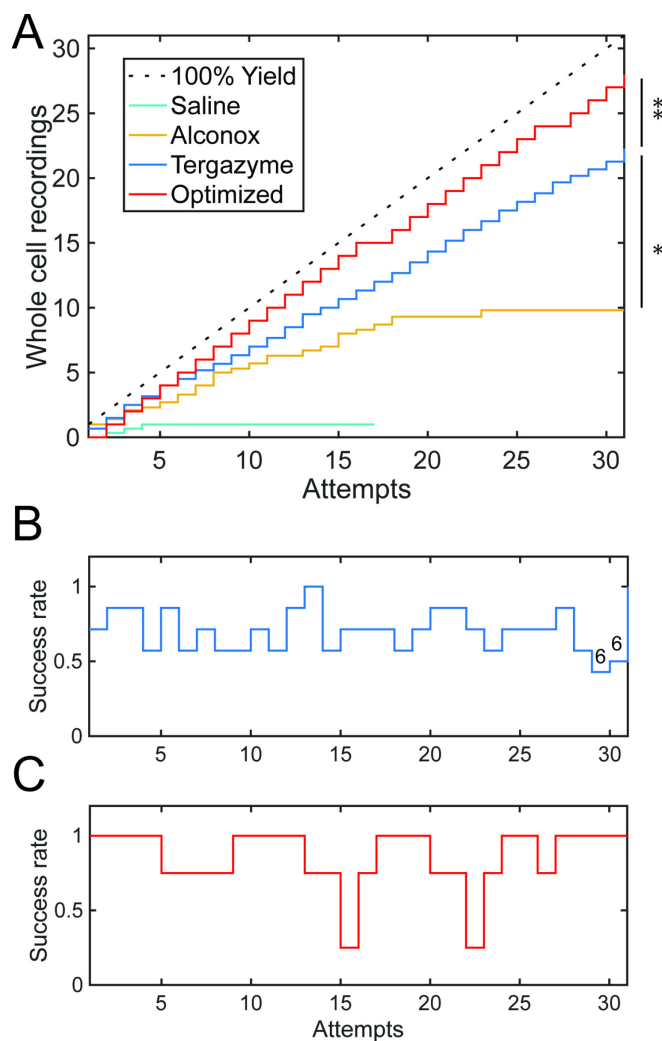 A
Whole cell recordings
30
25
20
15
10
5
0
100% Yield
Saline
Alconox
Tergazyme
Optimized
**
*
5 10 15 20 25 30
Attempts
B
Success rate
1
0.5
0
6 6
5 10 15 20 25 30
C
Success rate
1
0.5
0
5 10 15 20 25 30
Attempts